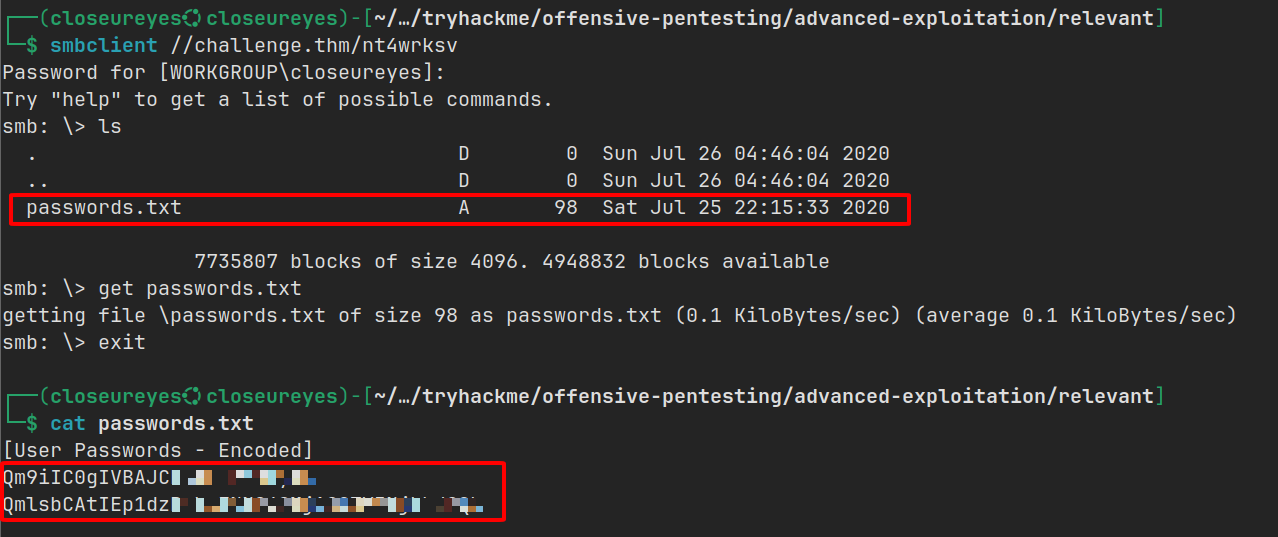 ┌──(closeureyes closeureyes)-[~/…/tryhackme/offensive-pentesting/advanced-exploitation/relevant]
└─$ smbclient //challenge.thm/nt4wrksv
Password for [WORKGROUP\closeureyes]:
Try "help" to get a list of possible commands.
smb: \> ls
  .                                   D        0  Sun Jul 26 04:46:04 2020
  ..                                  D        0  Sun Jul 26 04:46:04 2020
  passwords.txt                       A       98  Sat Jul 25 22:15:33 2020
                7735807 blocks of size 4096. 4948832 blocks available
smb: \> get passwords.txt
getting file \passwords.txt of size 98 as passwords.txt (0.1 KiloBytes/sec) (average 0.1 KiloBytes/sec)
smb: \> exit
┌──(closeureyes closeureyes)-[~/…/tryhackme/offensive-pentesting/advanced-exploitation/relevant]
└─$ cat passwords.txt
[User Passwords - Encoded]
Qm9iIC0gIVBAJC
QmlsbCAtIEp1dz